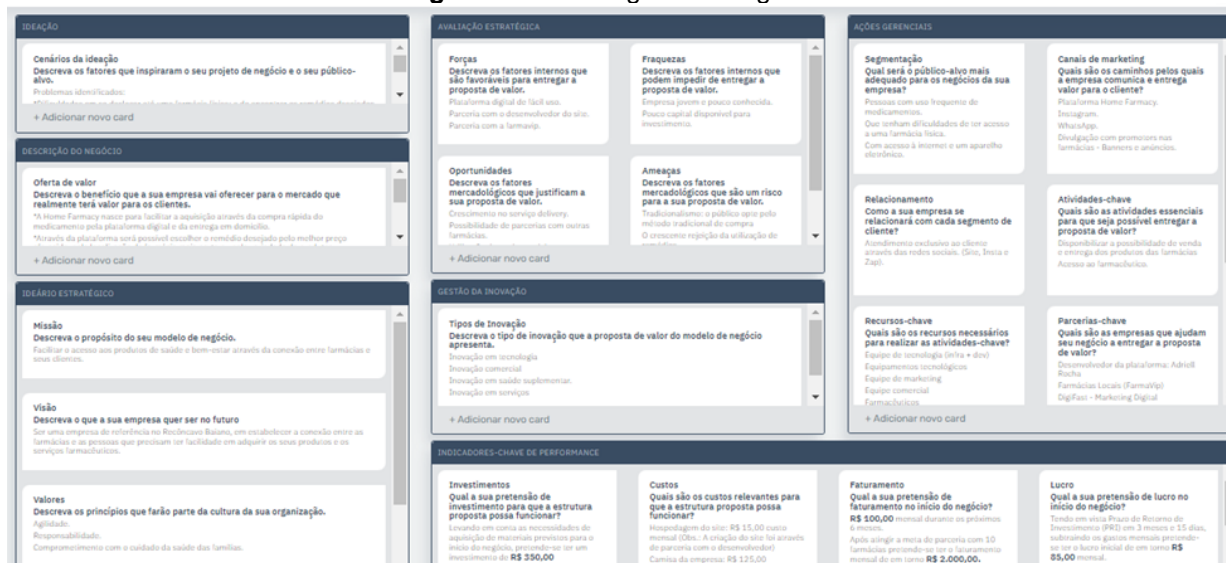 IDEAÇÃO
Cenários da ideação
Descreva os fatores que inspiraram o seu projeto de negócio e o seu público-
alvo.
Problemas identificados:
+ Adicionar novo card
DESCRIÇÃO DO NEGÓCIO
Oferta de valor
Descreva o benefício que a sua empresa vai oferecer para o mercado que
realmente terá valor para os clientes.
*A Home Farmacy nasce para facilitar a aquisição através da compra rápida do
medicamento pela plataforma digital e da entrega em domicílio.
*Através da plataforma será possível escolher o remédio desejado pelo melhor preço
+ Adicionar novo card
IDEÁRIO ESTRATÉGICO
Missão
Descreva o propósito do seu modelo de negócio.
Facilitar o acesso aos produtos de saúde e bem-estar através da conexão entre farmácias e
seus clientes.
Visão
Descreva o que a sua empresa quer ser no futuro
Ser uma empresa de referência no Recôncavo Baiano, em estabelecer a conexão entre as
farmácias e as pessoas que precisam ter facilidade em adquirir os seus produtos e os
serviços farmacêuticos.
Valores
Descreva os princípios que farão parte da cultura da sua organização.
Agilidade.
Responsabilidade.
Comprometimento com o cuidado da saúde das famílias.
AVALIAÇÃO ESTRATÉGICA
Forças
Descreva os fatores internos que
são favoráveis para entregar a
proposta de valor.
Plataforma digital de fácil uso.
Parceria com o desenvolvedor do site.
Parceria com a farmavip.
Fraquezas
Descreva os fatores internos que
podem impedir de entregar a
proposta de valor.
Empresa jovem e pouco conhecida.
Pouco capital disponível para
investimento.
Oportunidades
Descreva os fatores
mercadológicos que justificam a
sua proposta de valor.
Crescimento no serviço delivery.
Possibilidade de parcerias com outras
farmácias.
Ameaças
Descreva os fatores
mercadológicos que são um risco
para a sua proposta de valor.
Tradicionalismo: o público opte pelo
método tradicional de compra
O crescente rejeição da utilização de
+ Adicionar novo card
GESTÃO DA INOVAÇÃO
Tipos de Inovação
Descreva o tipo de inovação que a proposta de valor do modelo de negócio
apresenta.
Inovação em tecnologia
Inovação comercial
Inovação em saúde suplementar.
Inovação em serviços
+ Adicionar novo card
AÇÕES GERENCIAIS
Segmentação
Qual será o público-alvo mais
adequado para os negócios da sua
empresa?
Pessoas com uso frequente de
medicamentos.
Que tenham dificuldades de ter acesso
a uma farmácia física.
Com acesso à internet e um aparelho
eletrônico.
Canais de marketing
Quais são os caminhos pelos quais
a empresa comunica e entrega
valor para o cliente?
Plataforma Home Farmacy.
Instagram.
WhatsApp.
Divulgação com promotors nas
farmácias - Banners e anúncios.
Relacionamento
Como a sua empresa se
relacionará com cada segmento de
cliente?
Atendimento exclusivo ao cliente
através das redes sociais. (Site, Insta e
Zap).
Atividades-chave
Quais são as atividades essenciais
para que seja possível entregar a
proposta de valor?
Disponibilizar a possibilidade de venda
e entrega dos produtos das farmácias
Acesso ao farmacêutico.
Recursos-chave
Quais são os recursos necessários
para realizar as atividades-chave?
Equipe de tecnologia (infra + dev)
Equipamentos tecnológicos
Equipe de marketing
Equipe comercial
Farmacêuticos
Parcerias-chave
Quais são as empresas que ajudam
seu negócio a entregar a proposta
de valor?
Desenvolvedor da plataforma: Adriell
Rocha
Farmácias Locais (FarmaVip)
DigiFast - Marketing Digital
+ Adicionar novo card
INDICADORES-CHAVE DE PERFORMANCE
Investimentos
Qual a sua pretensão de
investimento para que a estrutura
proposta possa funcionar?
Levando em conta as necessidades de
aquisição de materiais previstos para o
início do negócio, pretende-se ter um
investimento de R$ 350,00
Custos
Quais são os custos relevantes para
que a estrutura proposta possa
funcionar?
Hospedagem do site: R$ 15,00 custo
mensal (Obs.: A criação do site foi através
de parceria com o desenvolvedor)
Camisa da empresa: R$ 125,00
Faturamento
Qual a sua pretensão de
faturamento no início do negócio?
R$ 100,00 mensal durante os próximos
6 meses.
Após atingir a meta de parceria com 10
farmácias pretende-se ter o faturamento
mensal de em torno R$ 2.000,00.
Lucro
Qual a sua pretensão de lucro no
início do negócio?
Tendo em vista Prazo de Retorno de
Investimento (PRI) em 3 meses e 15 dias,
subtraindo os gastos mensais pretende-
se ter o lucro inicial de em torno R$
85,00 mensal.